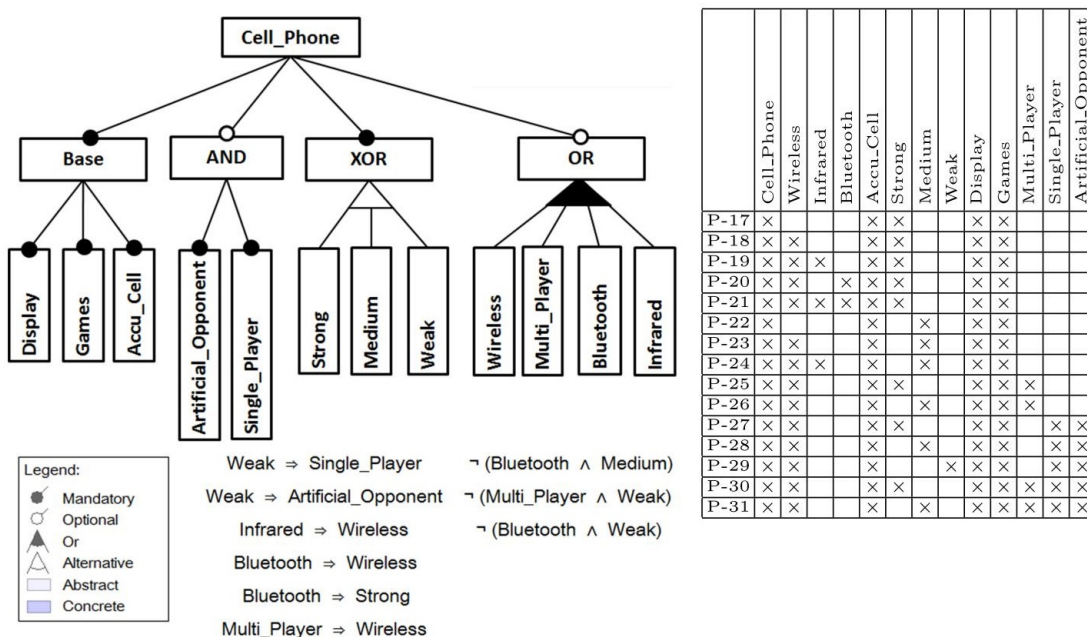 Cell_Phone
Base
AND
XOR
OR
Display
Games
Accu_Cell
Artificial_Opponent
Single_Player
Strong
Medium
Weak
Wireless
Multi_Player
Bluetooth
Infrared
Legend:
Mandatory
Optional
Or
Alternative
Abstract
Concrete
Weak ⇒ Single_Player
Weak ⇒ Artificial_Opponent
Infrared ⇒ Wireless
Bluetooth ⇒ Wireless
Bluetooth ⇒ Strong
Multi_Player ⇒ Wireless
¬ (Bluetooth ∧ Medium)
¬ (Multi_Player ∧ Weak)
¬ (Bluetooth ∧ Weak)
Cell_Phone
Wireless
Infrared
Bluetooth
Accu_Cell
Strong
Medium
Weak
Display
Games
Multi_Player
Single_Player
Artificial_Opponent
P-17 × × × × ×
P-18 × × × × × ×
P-19 × × × × × × ×
P-20 × × × × × × ×
P-21 × × × × × × × ×
P-22 × × × × ×
P-23 × × × × × ×
P-24 × × × × × × ×
P-25 × × × × × × ×
P-26 × × × × × × ×
P-27 × × × × × × × ×
P-28 × × × × × × × ×
P-29 × × × × × × × ×
P-30 × × × × × × × × ×
P-31 × × × × × × × × ×